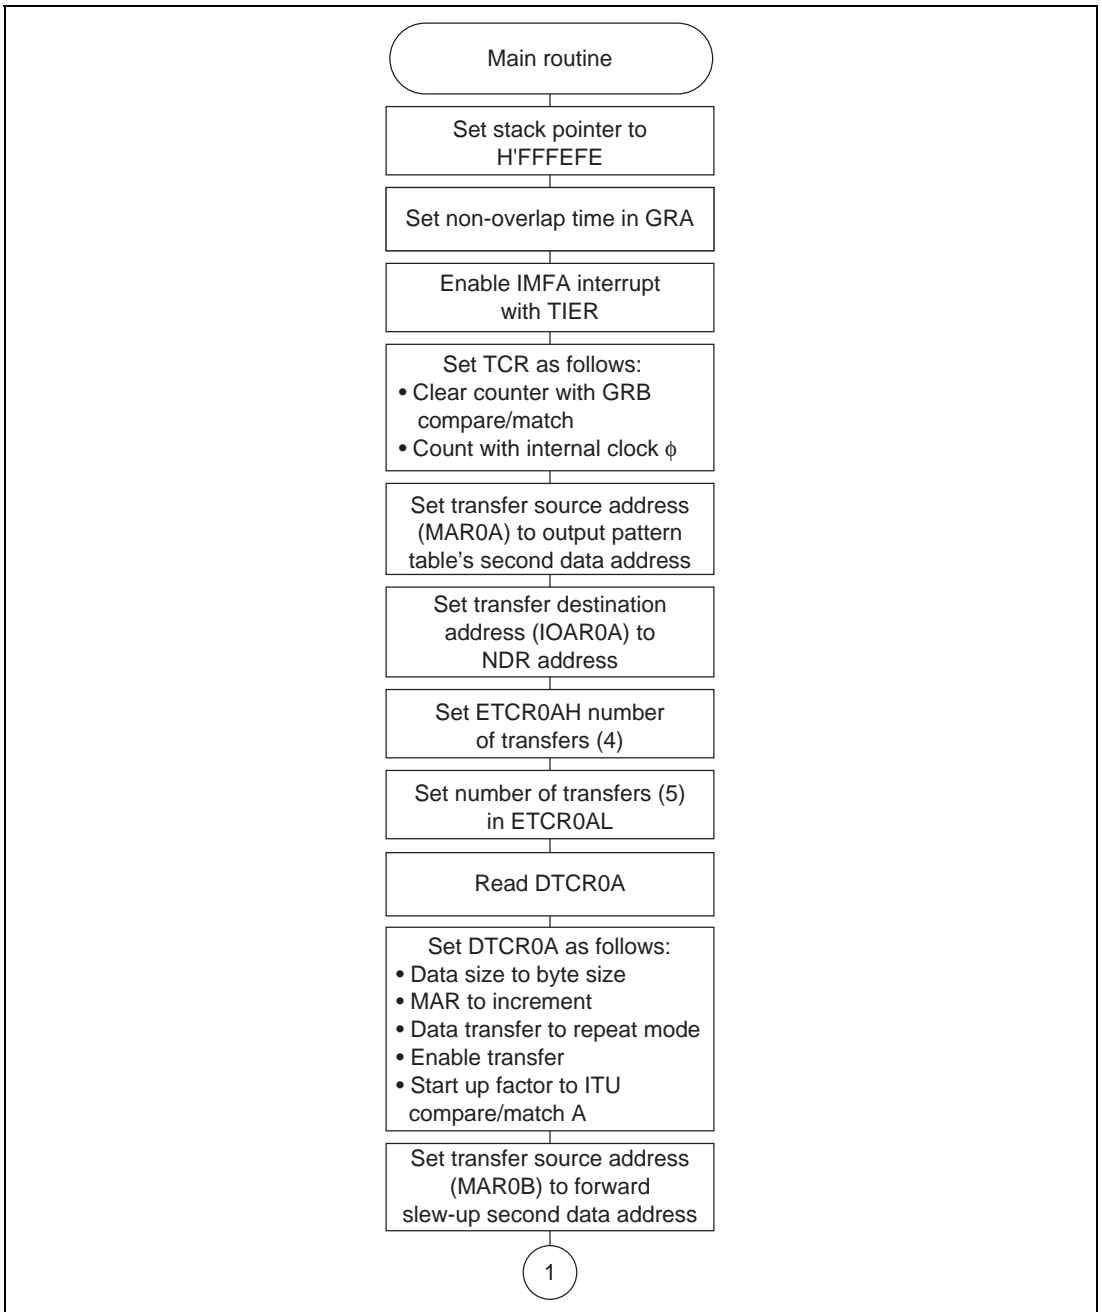 Main routine
Set stack pointer to
H'FFFEFE
Set non-overlap time in GRA
Enable IMFA interrupt
with TIER
Set TCR as follows:
• Clear counter with GRB
compare/match
• Count with internal clock ϕ
Set transfer source address
(MAR0A) to output pattern
table's second data address
Set transfer destination
address (IOAR0A) to
NDR address
Set ETCR0AH number
of transfers (4)
Set number of transfers (5)
in ETCR0AL
Read DTCR0A
Set DTCR0A as follows:
• Data size to byte size
• MAR to increment
• Data transfer to repeat mode
• Enable transfer
• Start up factor to ITU
compare/match A
Set transfer source address
(MAR0B) to forward
slew-up second data address
1